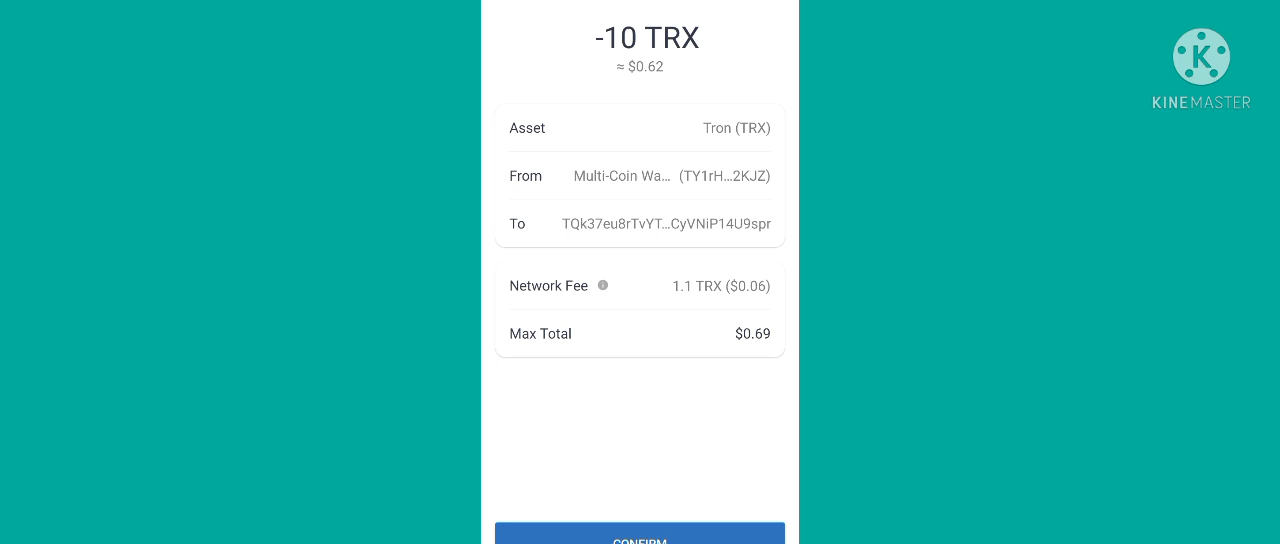 -10 TRX
≈ $0.62
Asset Tron (TRX)
From Multi-Coin Wa... (TY1rH...2KJZ)
To TQk37eu8rTvYT...CyVNiP14U9spr
Network Fee 1.1 TRX ($0.06)
Max Total $0.69
CONFIRM
K
KINEMASTER